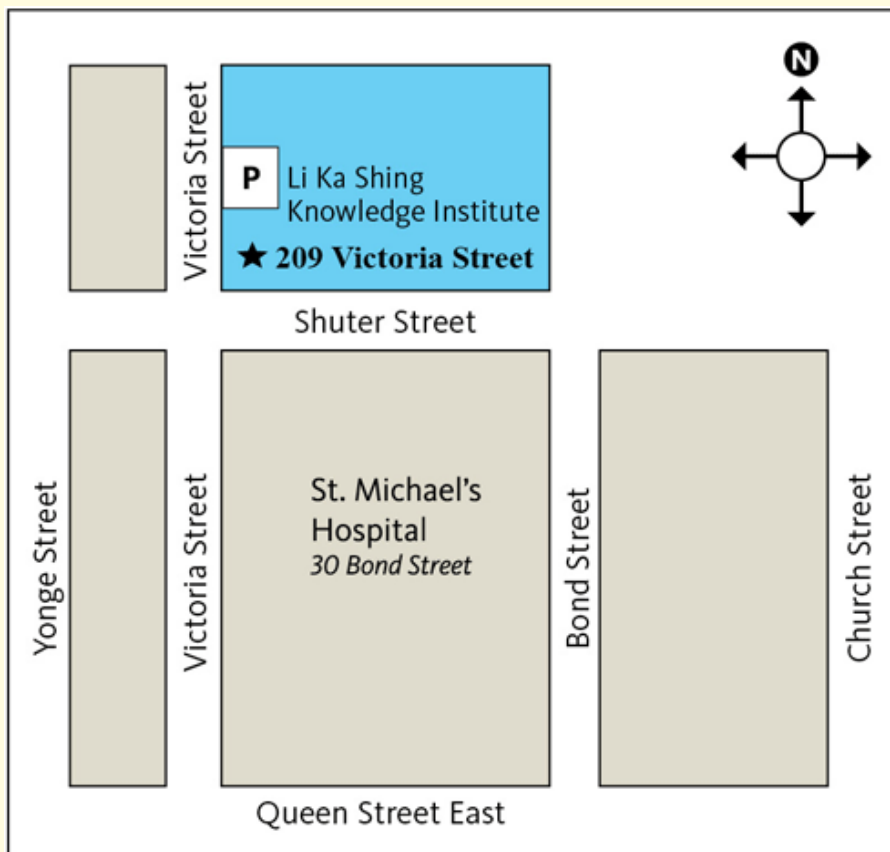 N
Victoria Street
P
Li Ka Shing
Knowledge Institute
★ 209 Victoria Street
Shuter Street
Yonge Street
Victoria Street
St. Michael's
Hospital
30 Bond Street
Bond Street
Church Street
Queen Street East